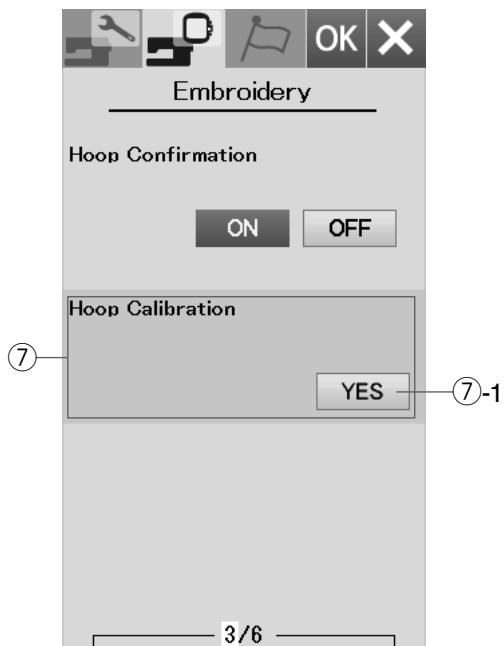 OK X
Embroidery
Hoop Confirmation
ON OFF
Hoop Calibration
⑦
YES ⑦-1
3/6